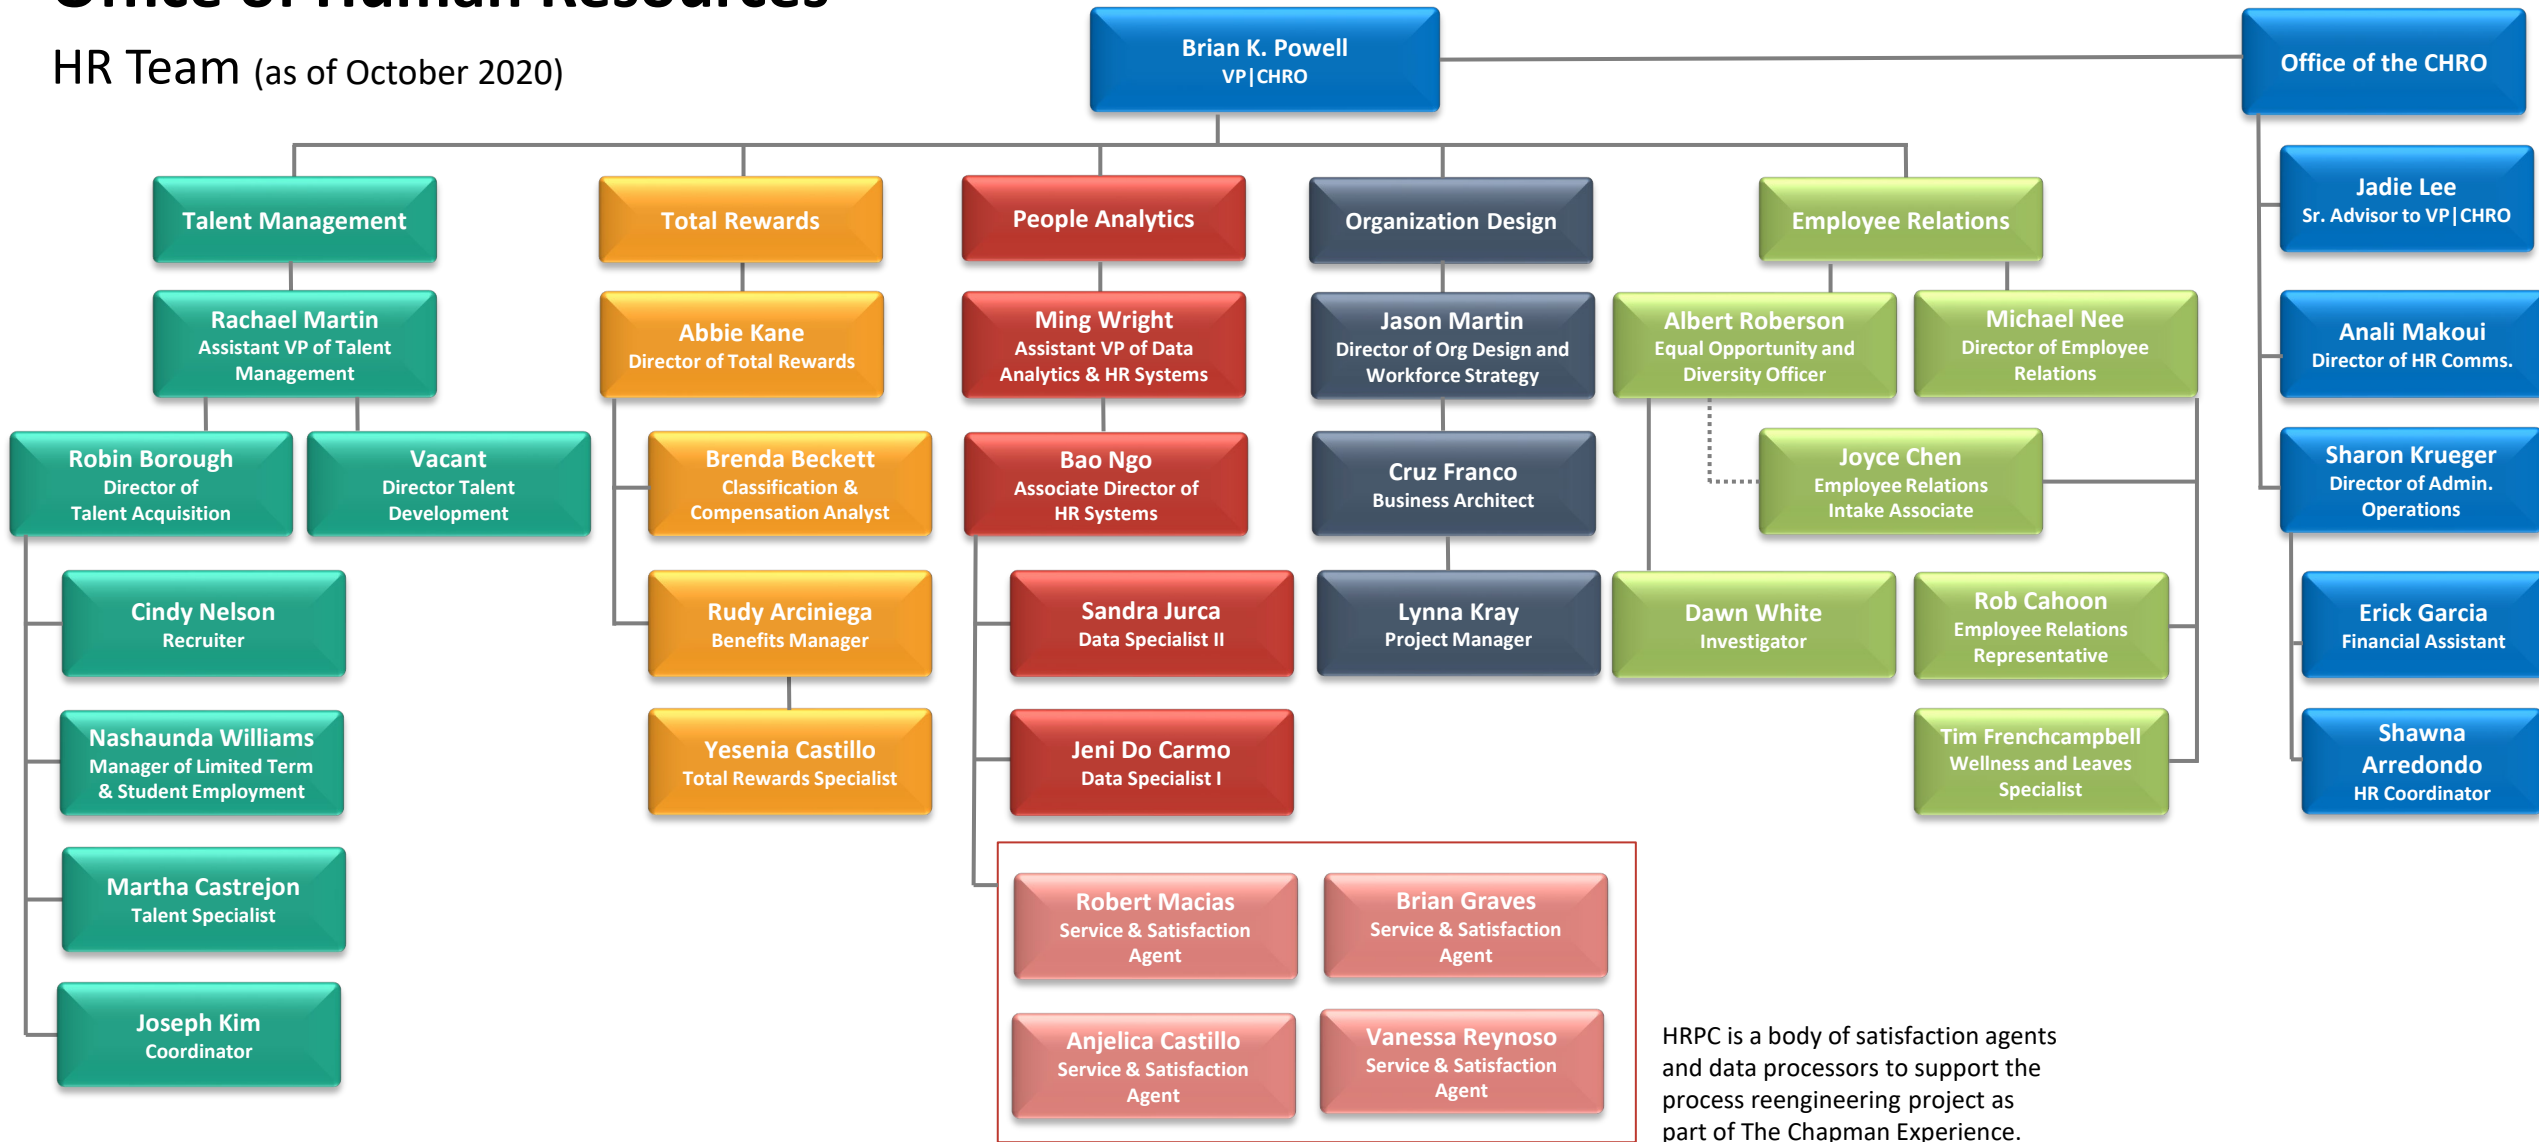 Office of Human Resources
HR Team (as of October 2020)
Brian K. Powell
VP|CHRO
Office of the CHRO
Talent Management
Rachael Martin
Assistant VP of Talent
Management
Robin Borough
Director of
Talent Acquisition
Vacant
Director Talent
Development
Cindy Nelson
Recruiter
Nashaunda Williams
Manager of Limited Term
& Student Employment
Martha Castrejon
Talent Specialist
Joseph Kim
Coordinator
Total Rewards
Abbie Kane
Director of Total Rewards
Brenda Beckett
Classification &
Compensation Analyst
Rudy Arciniega
Benefits Manager
Yesenia Castillo
Total Rewards Specialist
People Analytics
Ming Wright
Assistant VP of Data
Analytics & HR Systems
Bao Ngo
Associate Director of
HR Systems
Sandra Jurca
Data Specialist II
Jeni Do Carmo
Data Specialist I
Robert Macias
Service & Satisfaction
Agent
Brian Graves
Service & Satisfaction
Agent
Anjelica Castillo
Service & Satisfaction
Agent
Vanessa Reynoso
Service & Satisfaction
Agent
Organization Design
Jason Martin
Director of Org Design and
Workforce Strategy
Cruz Franco
Business Architect
Lynna Kray
Project Manager
Employee Relations
Albert Roberson
Equal Opportunity and
Diversity Officer
Michael Nee
Director of Employee
Relations
Joyce Chen
Employee Relations
Intake Associate
Dawn White
Investigator
Rob Cahoon
Employee Relations
Representative
Tim Frenchcampbell
Wellness and Leaves
Specialist
Jadie Lee
Sr. Advisor to VP|CHRO
Anali Makoui
Director of HR Comms.
Sharon Krueger
Director of Admin.
Operations
Erick Garcia
Financial Assistant
Shawna
Arredondo
HR Coordinator
HRPC is a body of satisfaction agents
and data processors to support the
process reengineering project as
part of The Chapman Experience.